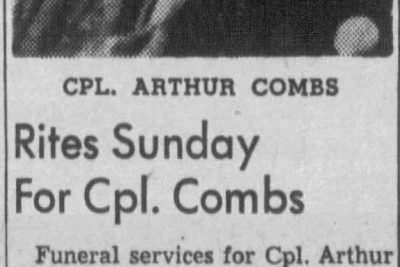 CPL. ARTHUR COMBS
Rites Sunday
For Cpl. Combs
Funeral services for Cpl. Arthur